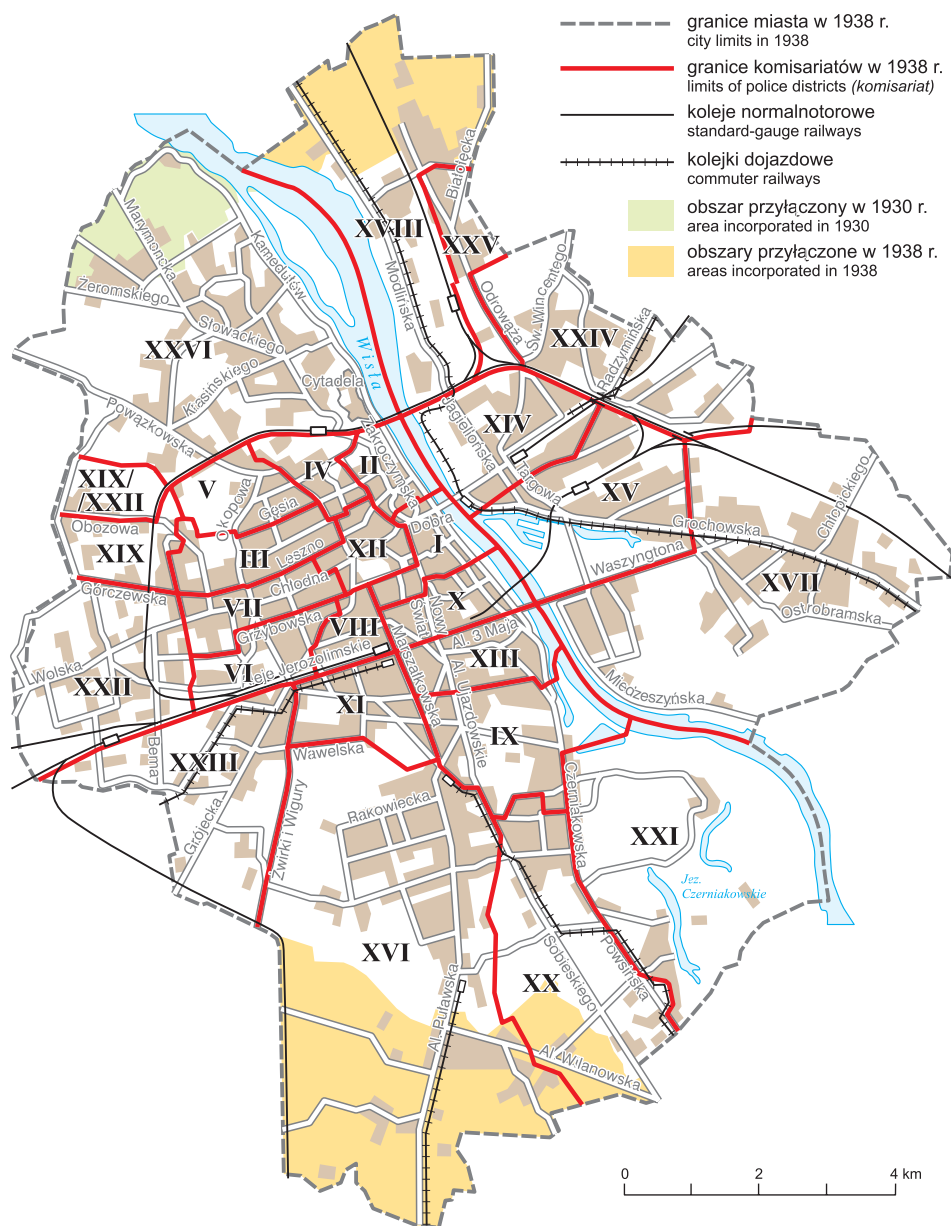 granice miasta w 1938 r.
city limits in 1938
granice komisariatów w 1938 r.
limits of police districts (komisariat)
koleje normalnotorowe
standard-gauge railways
kolejki dojazdowe
commuter railways
obszar przyłączony w 1930 r.
area incorporated in 1930
obszary przyłączone w 1938 r.
areas incorporated in 1938
Białołęcka
XVIII
XXV
Marymoncka
Kamedułów
Modlińska
Żeromskiego
Odrowąża
Św. Wincentego
Słowackiego
XXVI
Wisła
XXIV
Radzymińska
Krasińskiego
Cytadela
Powązkowska
Jagiellońska
XIV
Zakroczymska
XIX/
/XXII
V
IV
II
Targowa
XV
Okopowa
Gęsia
Dobra
Obozowa
Chłopickiego
Grochowska
XIX
III
Leszno
XII
I
Waszyngtona
Chłodna
XVII
Górczewska
VII
X
Ostrobramska
Grzybowska
VIII
Nowy
Świat
Al. 3 Maja
Wolska
VI
Aleje Jerozolimskie
XIII
Marszałkowska
Al. Ujazdowskie
XXII
XI
Miedzeszyńska
Bema
XXIII
Wawelska
IX
Czerniakowska
Grójecka
Żwirki i Wigury
Rakowiecka
XXI
Jez.
Czerniakowskie
XVI
Sobieskiego
Powsińska
XX
Al. Puławska
Al. Wilanowska
0 2 4 km